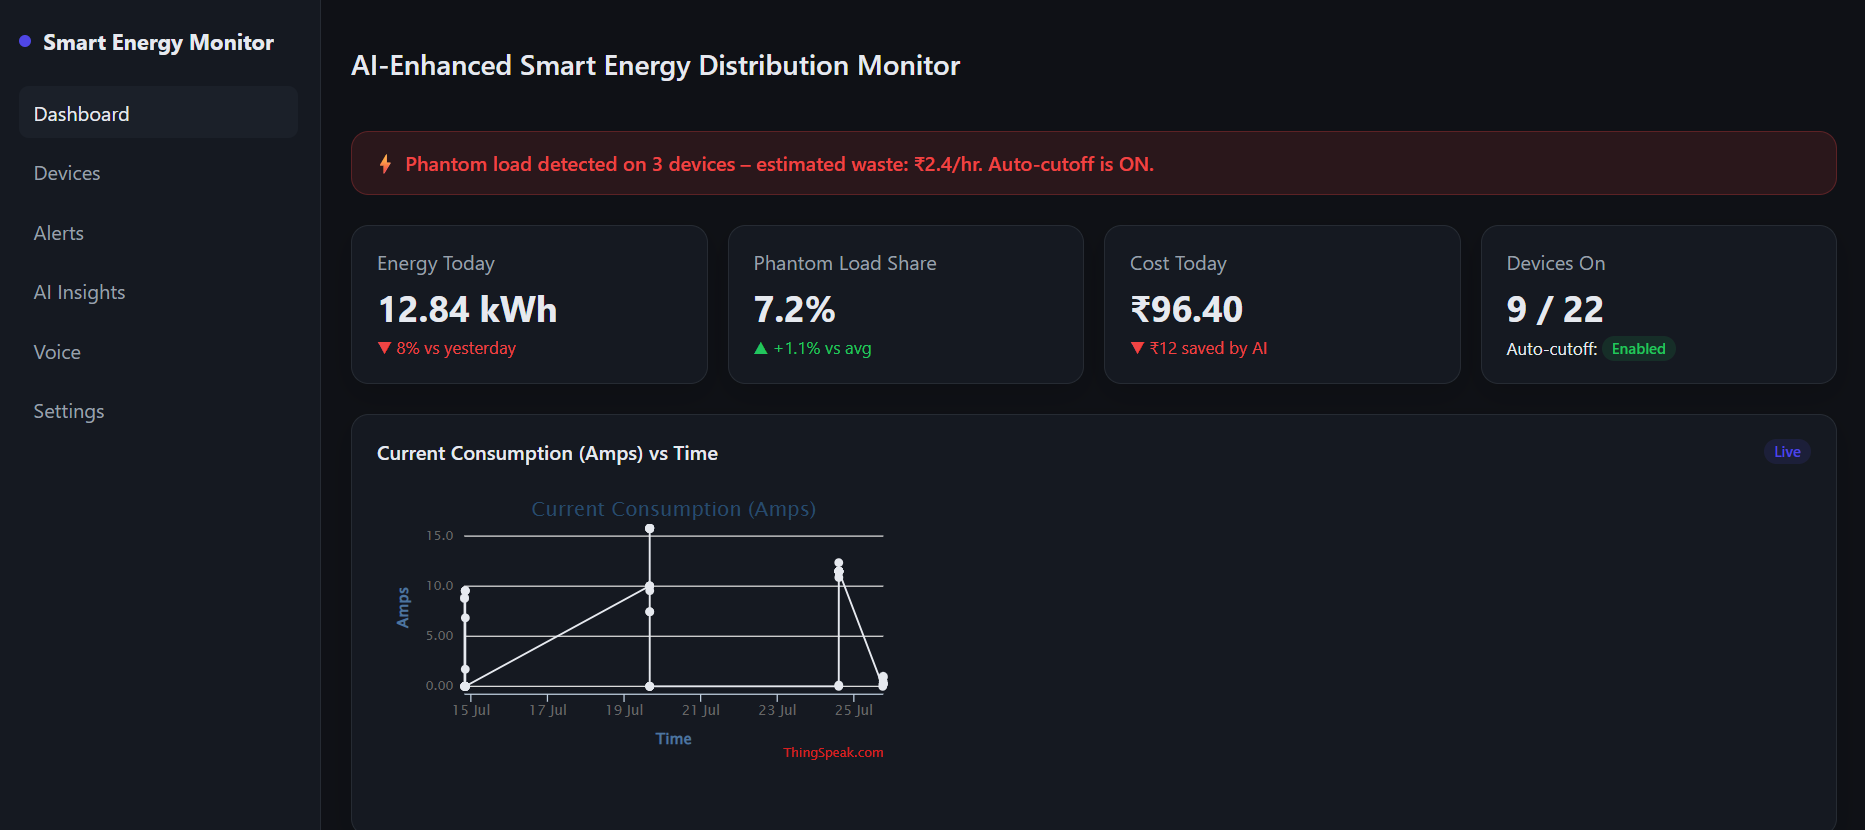 Smart Energy Monitor
Dashboard
Devices
Alerts
AI Insights
Voice
Settings
AI-Enhanced Smart Energy Distribution Monitor
⚡ Phantom load detected on 3 devices – estimated waste: ₹2.4/hr. Auto-cutoff is ON.
Energy Today
12.84 kWh
▼ 8% vs yesterday
Phantom Load Share
7.2%
▲ +1.1% vs avg
Cost Today
₹96.40
▼ ₹12 saved by AI
Devices On
9 / 22
Auto-cutoff: Enabled
Current Consumption (Amps) vs Time
Live
Current Consumption (Amps)
Amps
15.0
10.0
5.00
0.00
15 Jul 17 Jul 19 Jul 21 Jul 23 Jul 25 Jul
Time
ThingSpeak.com